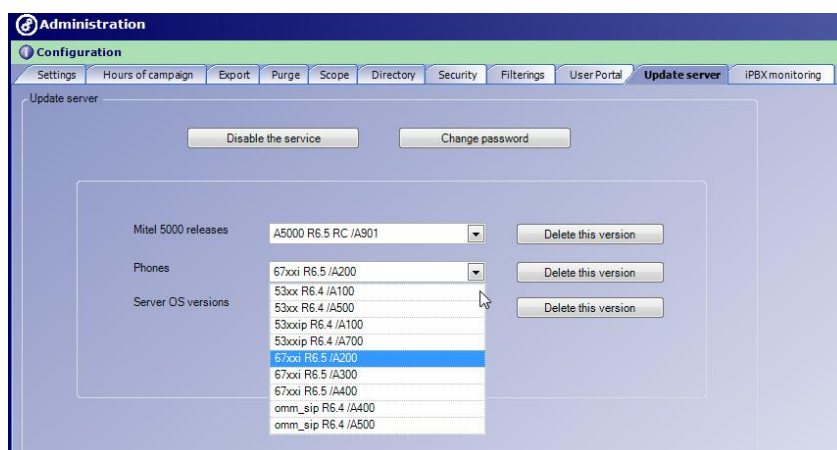 Administration
Configuration
Settings Hours of campaign Export Purge Scope Directory Security Filterings User Portal Update server iPBX monitoring
Update server
Disable the service Change password
Mitel 5000 releases A5000 R6.5 RC /A901 Delete this version
Phones 67xxi R6.5 /A200 Delete this version
Server OS versions Delete this version
53xx R6.4 /A100
53xx R6.4 /A500
53xxip R6.4 /A100
53xxip R6.4 /A700
67xxi R6.5 /A200
67xxi R6.5 /A300
67xxi R6.5 /A400
omm_sip R6.4 /A400
omm_sip R6.4 /A500